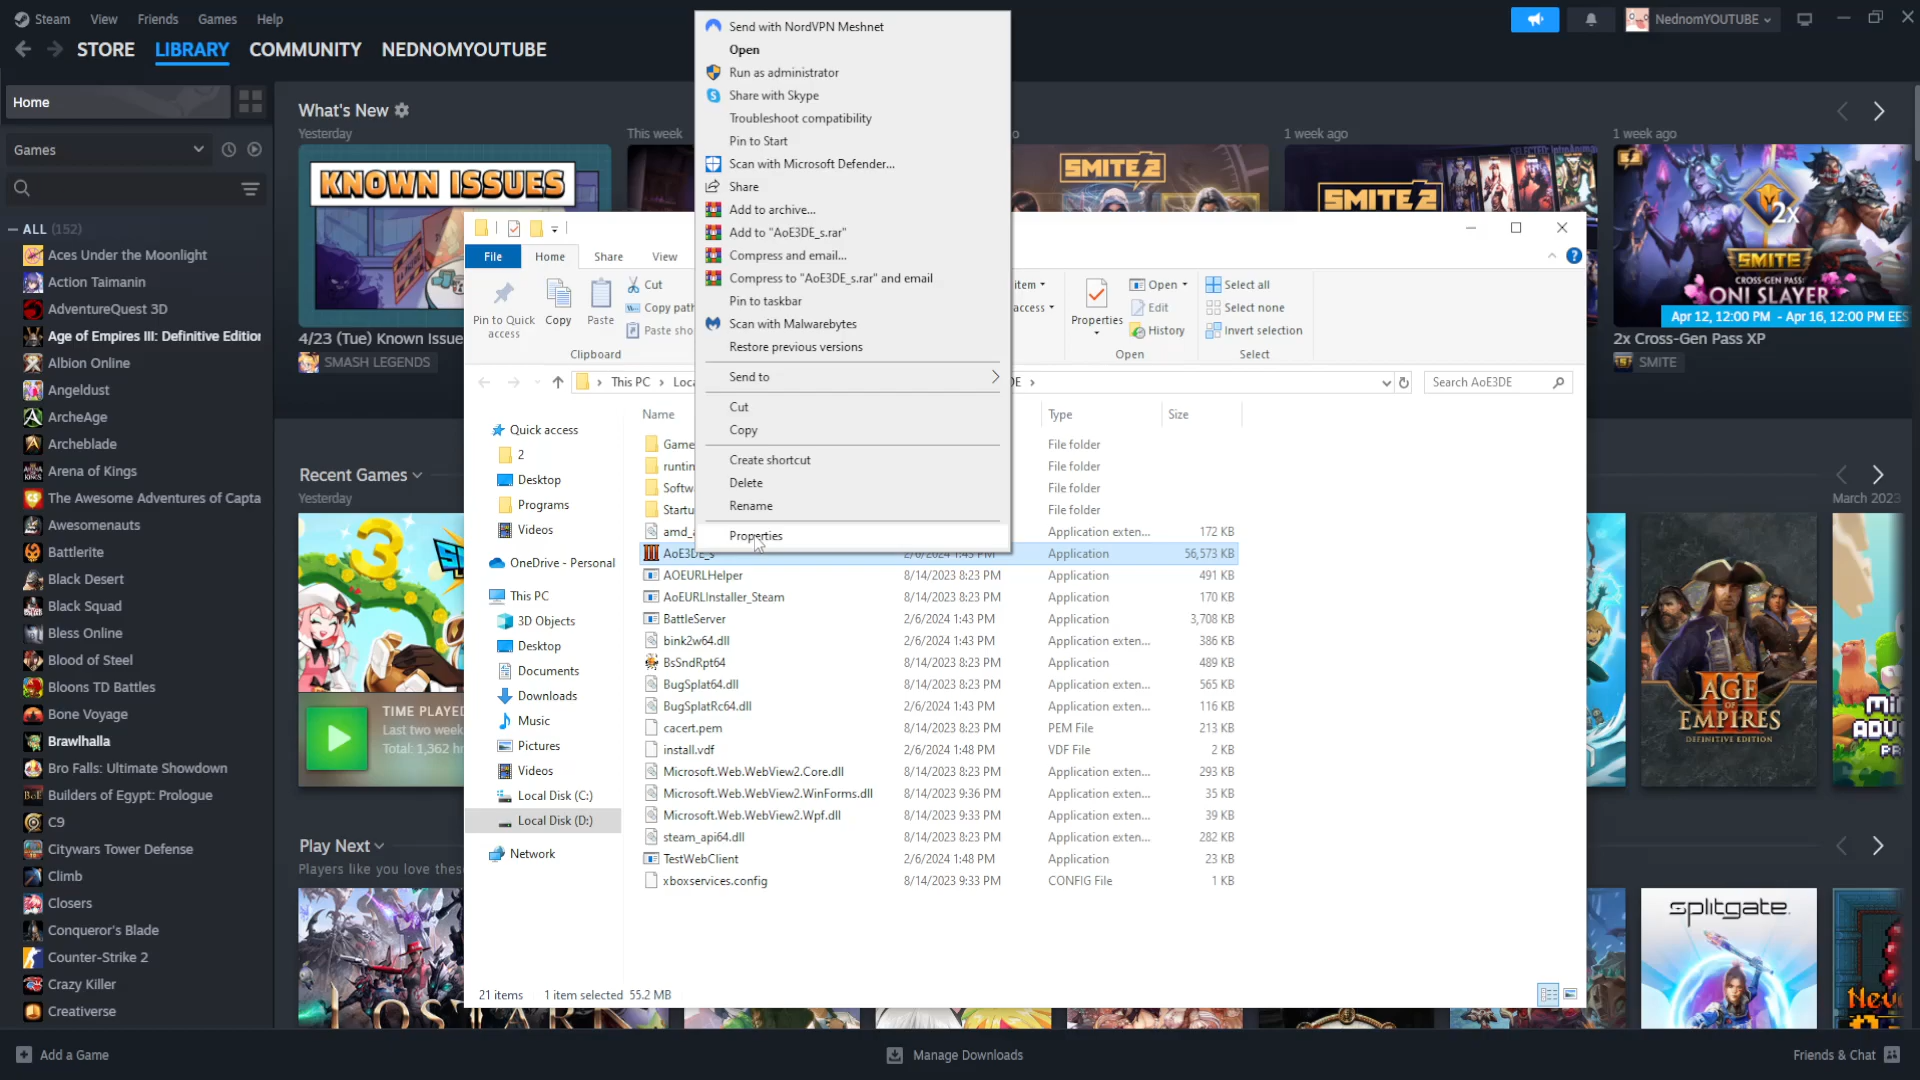 Steam View Friends Games Help
NednomYOUTUBE
STORE LIBRARY COMMUNITY NEDNOMYOUTUBE
Home
Games
ALL (152)
Aces Under the Moonlight
Action Taimanin
AdventureQuest 3D
Age of Empires III: Definitive Edition
Albion Online
Angeldust
ArcheAge
Archeblade
Arena of Kings
The Awesome Adventures of Capta
Awesomenauts
Battlerite
Black Desert
Black Squad
Bless Online
Blood of Steel
Bloons TD Battles
Bone Voyage
Brawlhalla
Bro Falls: Ultimate Showdown
Builders of Egypt: Prologue
C9
Citywars Tower Defense
Climb
Closers
Conqueror's Blade
Counter-Strike 2
Crazy Killer
Creativerse
What's New
Yesterday
KNOWN ISSUES
4/23 (Tue) Known Issue
SMASH LEGENDS
This week
SMITE 2
1 week ago
SMITE 2
1 week ago
2x
SMITE
CROSS-GEN PASS:
ONI SLAYER
Apr 12, 12:00 PM - Apr 16, 12:00 PM EES
2x Cross-Gen Pass XP
SMITE
Recent Games
Yesterday
March 2023
TIME PLAYED
Last two week
Total: 1,362 hr
AGE OF EMPIRES III
DEFINITIVE EDITION
Play Next
Players like you love these
LOST ARK
splitgate
Send with NordVPN Meshnet
Open
Run as administrator
Share with Skype
Troubleshoot compatibility
Pin to Start
Scan with Microsoft Defender...
Share
Add to archive...
Add to "AoE3DE_s.rar"
Compress and email...
Compress to "AoE3DE_s.rar" and email
Pin to taskbar
Scan with Malwarebytes
Restore previous versions
Send to
Cut
Copy
Create shortcut
Delete
Rename
Properties
File Home Share View
Pin to Quick access
Copy
Paste
Cut
Copy path
Paste sho
Clipboard
item
access
Properties
Open
Edit
History
Open
Select all
Select none
Invert selection
Select
This PC Loca DE
Search AoE3DE
Quick access
2
Desktop
Programs
Videos
OneDrive - Personal
This PC
3D Objects
Desktop
Documents
Downloads
Music
Pictures
Videos
Local Disk (C:)
Local Disk (D:)
Network
Name Type Size
Game File folder
runtin File folder
Softw File folder
Startu File folder
amd_a Application exten... 172 KB
AoE3DE_s 2/6/2024 1:43 PM Application 56,573 KB
AOEURLHelper 8/14/2023 8:23 PM Application 491 KB
AoEURLInstaller_Steam 8/14/2023 8:23 PM Application 170 KB
BattleServer 2/6/2024 1:43 PM Application 3,708 KB
bink2w64.dll 2/6/2024 1:43 PM Application exten... 386 KB
BsSndRpt64 8/14/2023 8:23 PM Application 489 KB
BugSplat64.dll 8/14/2023 8:23 PM Application exten... 565 KB
BugSplatRc64.dll 2/6/2024 1:43 PM Application exten... 116 KB
cacert.pem 8/14/2023 8:23 PM PEM File 213 KB
install.vdf 2/6/2024 1:48 PM VDF File 2 KB
Microsoft.Web.WebView2.Core.dll 8/14/2023 8:23 PM Application exten... 293 KB
Microsoft.Web.WebView2.WinForms.dll 8/14/2023 9:36 PM Application exten... 35 KB
Microsoft.Web.WebView2.Wpf.dll 8/14/2023 9:33 PM Application exten... 39 KB
steam_api64.dll 8/14/2023 8:23 PM Application exten... 282 KB
TestWebClient 2/6/2024 1:48 PM Application 23 KB
xboxservices.config 8/14/2023 9:33 PM CONFIG File 1 KB
21 items 1 item selected 55.2 MB
Add a Game
Manage Downloads
Friends & Chat